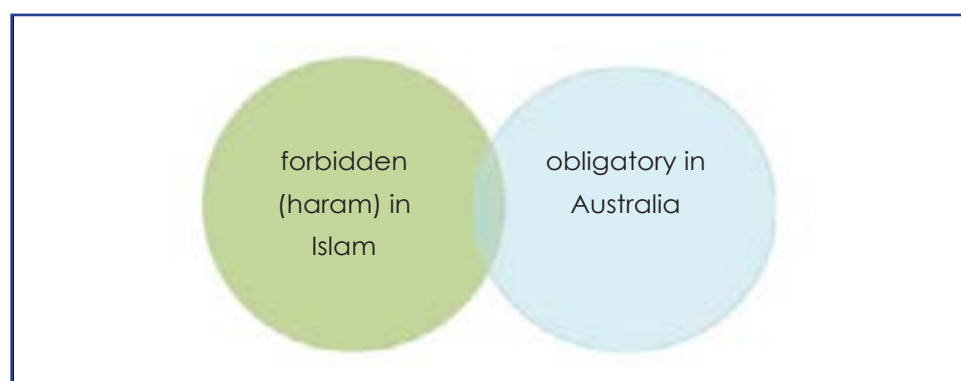 forbidden
(haram) in
Islam
obligatory in
Australia